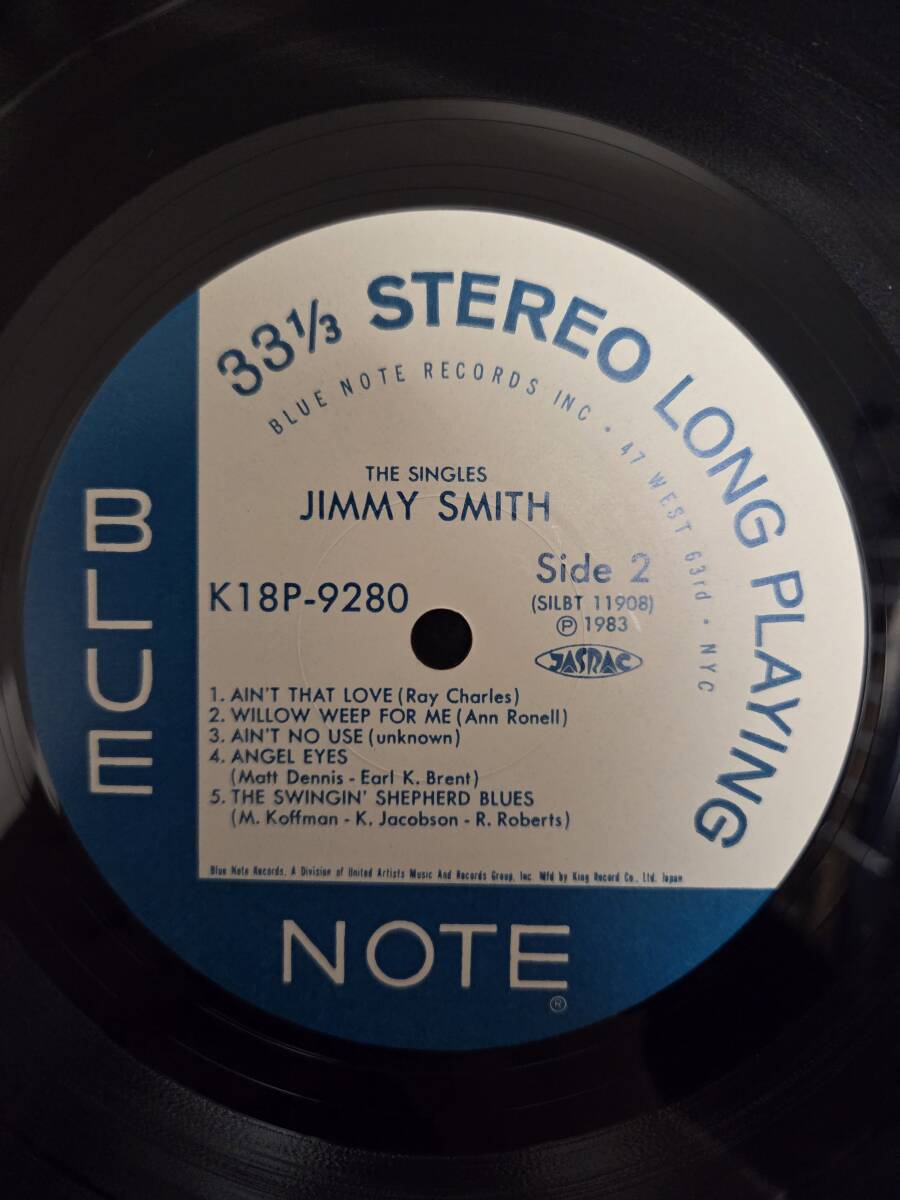 33⅓ STEREO LONG PLAYING
BLUE NOTE RECORDS INC · 47 WEST 63rd · NYC
THE SINGLES
JIMMY SMITH
K18P-9280
Side 2
(SILBT 11908)
Ⓟ 1983
JASRAC
1. AIN'T THAT LOVE (Ray Charles)
2. WILLOW WEEP FOR ME (Ann Ronell)
3. AIN'T NO USE (unknown)
4. ANGEL EYES
(Matt Dennis - Earl K. Brent)
5. THE SWINGIN' SHEPHERD BLUES
(M. Koffman - K. Jacobson - R. Roberts)
Blue Note Records, A Division of United Artists Music And Records Group, Inc. Mfd by King Record Co., Ltd. Japan
BLUE
NOTE
®